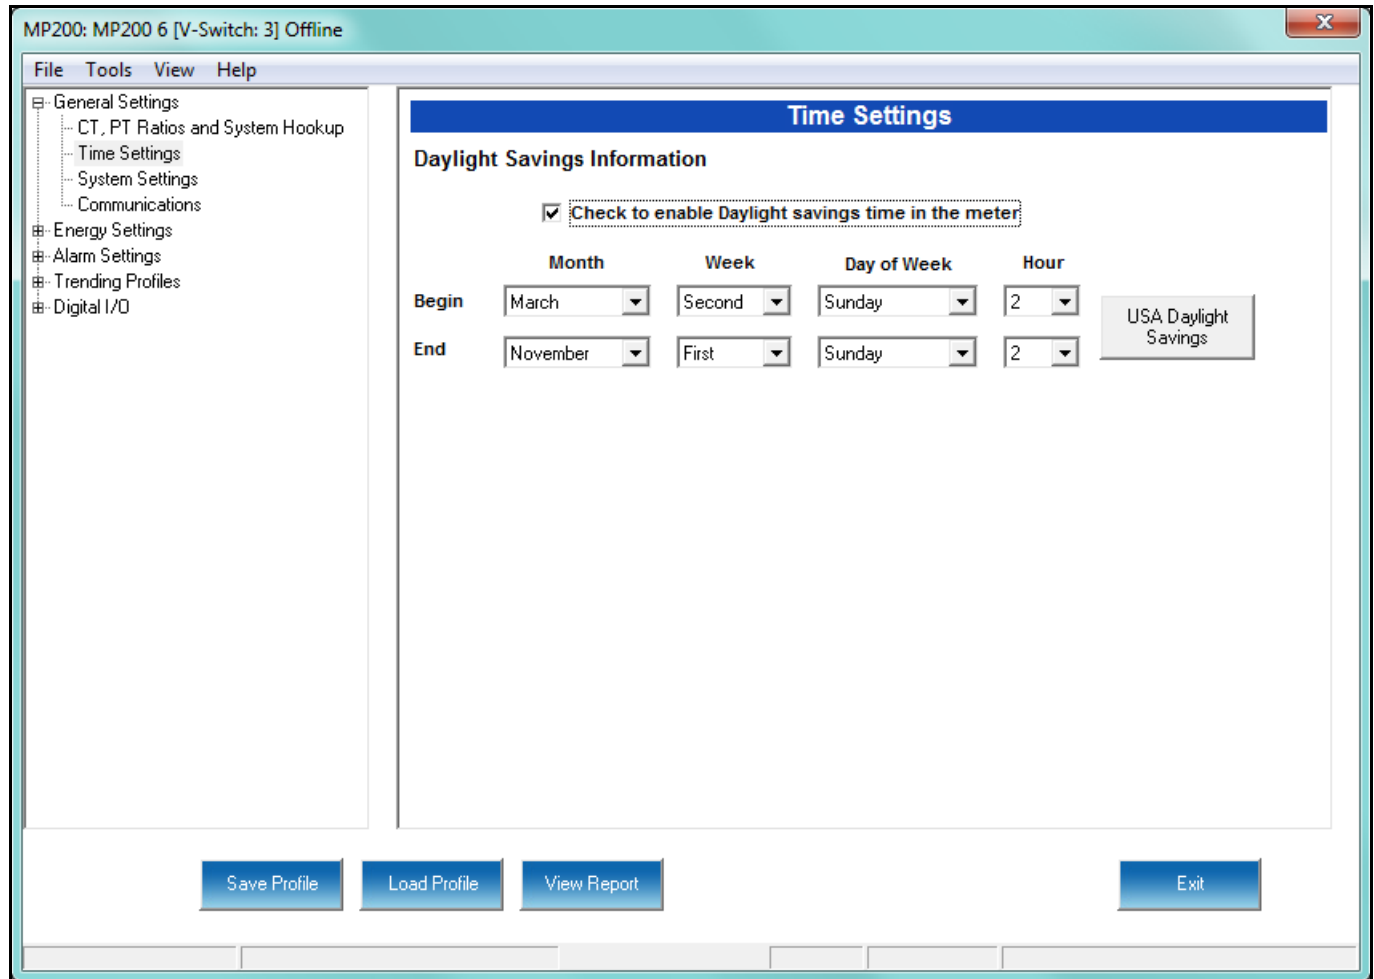 MP200: MP200 6 [V-Switch: 3] Offline
X
File Tools View Help
General Settings
CT, PT Ratios and System Hookup
Time Settings
System Settings
Communications
Energy Settings
Alarm Settings
Trending Profiles
Digital I/O
Time Settings
Daylight Savings Information
Check to enable Daylight savings time in the meter
Month Week Day of Week Hour
Begin March Second Sunday 2
End November First Sunday 2
USA Daylight
Savings
Save Profile Load Profile View Report Exit